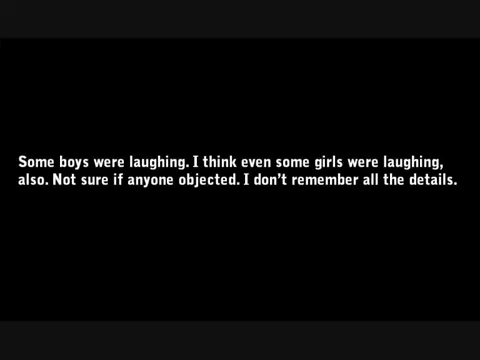 Some boys were laughing. I think even some girls were laughing,
also. Not sure if anyone objected. I don't remember all the details.